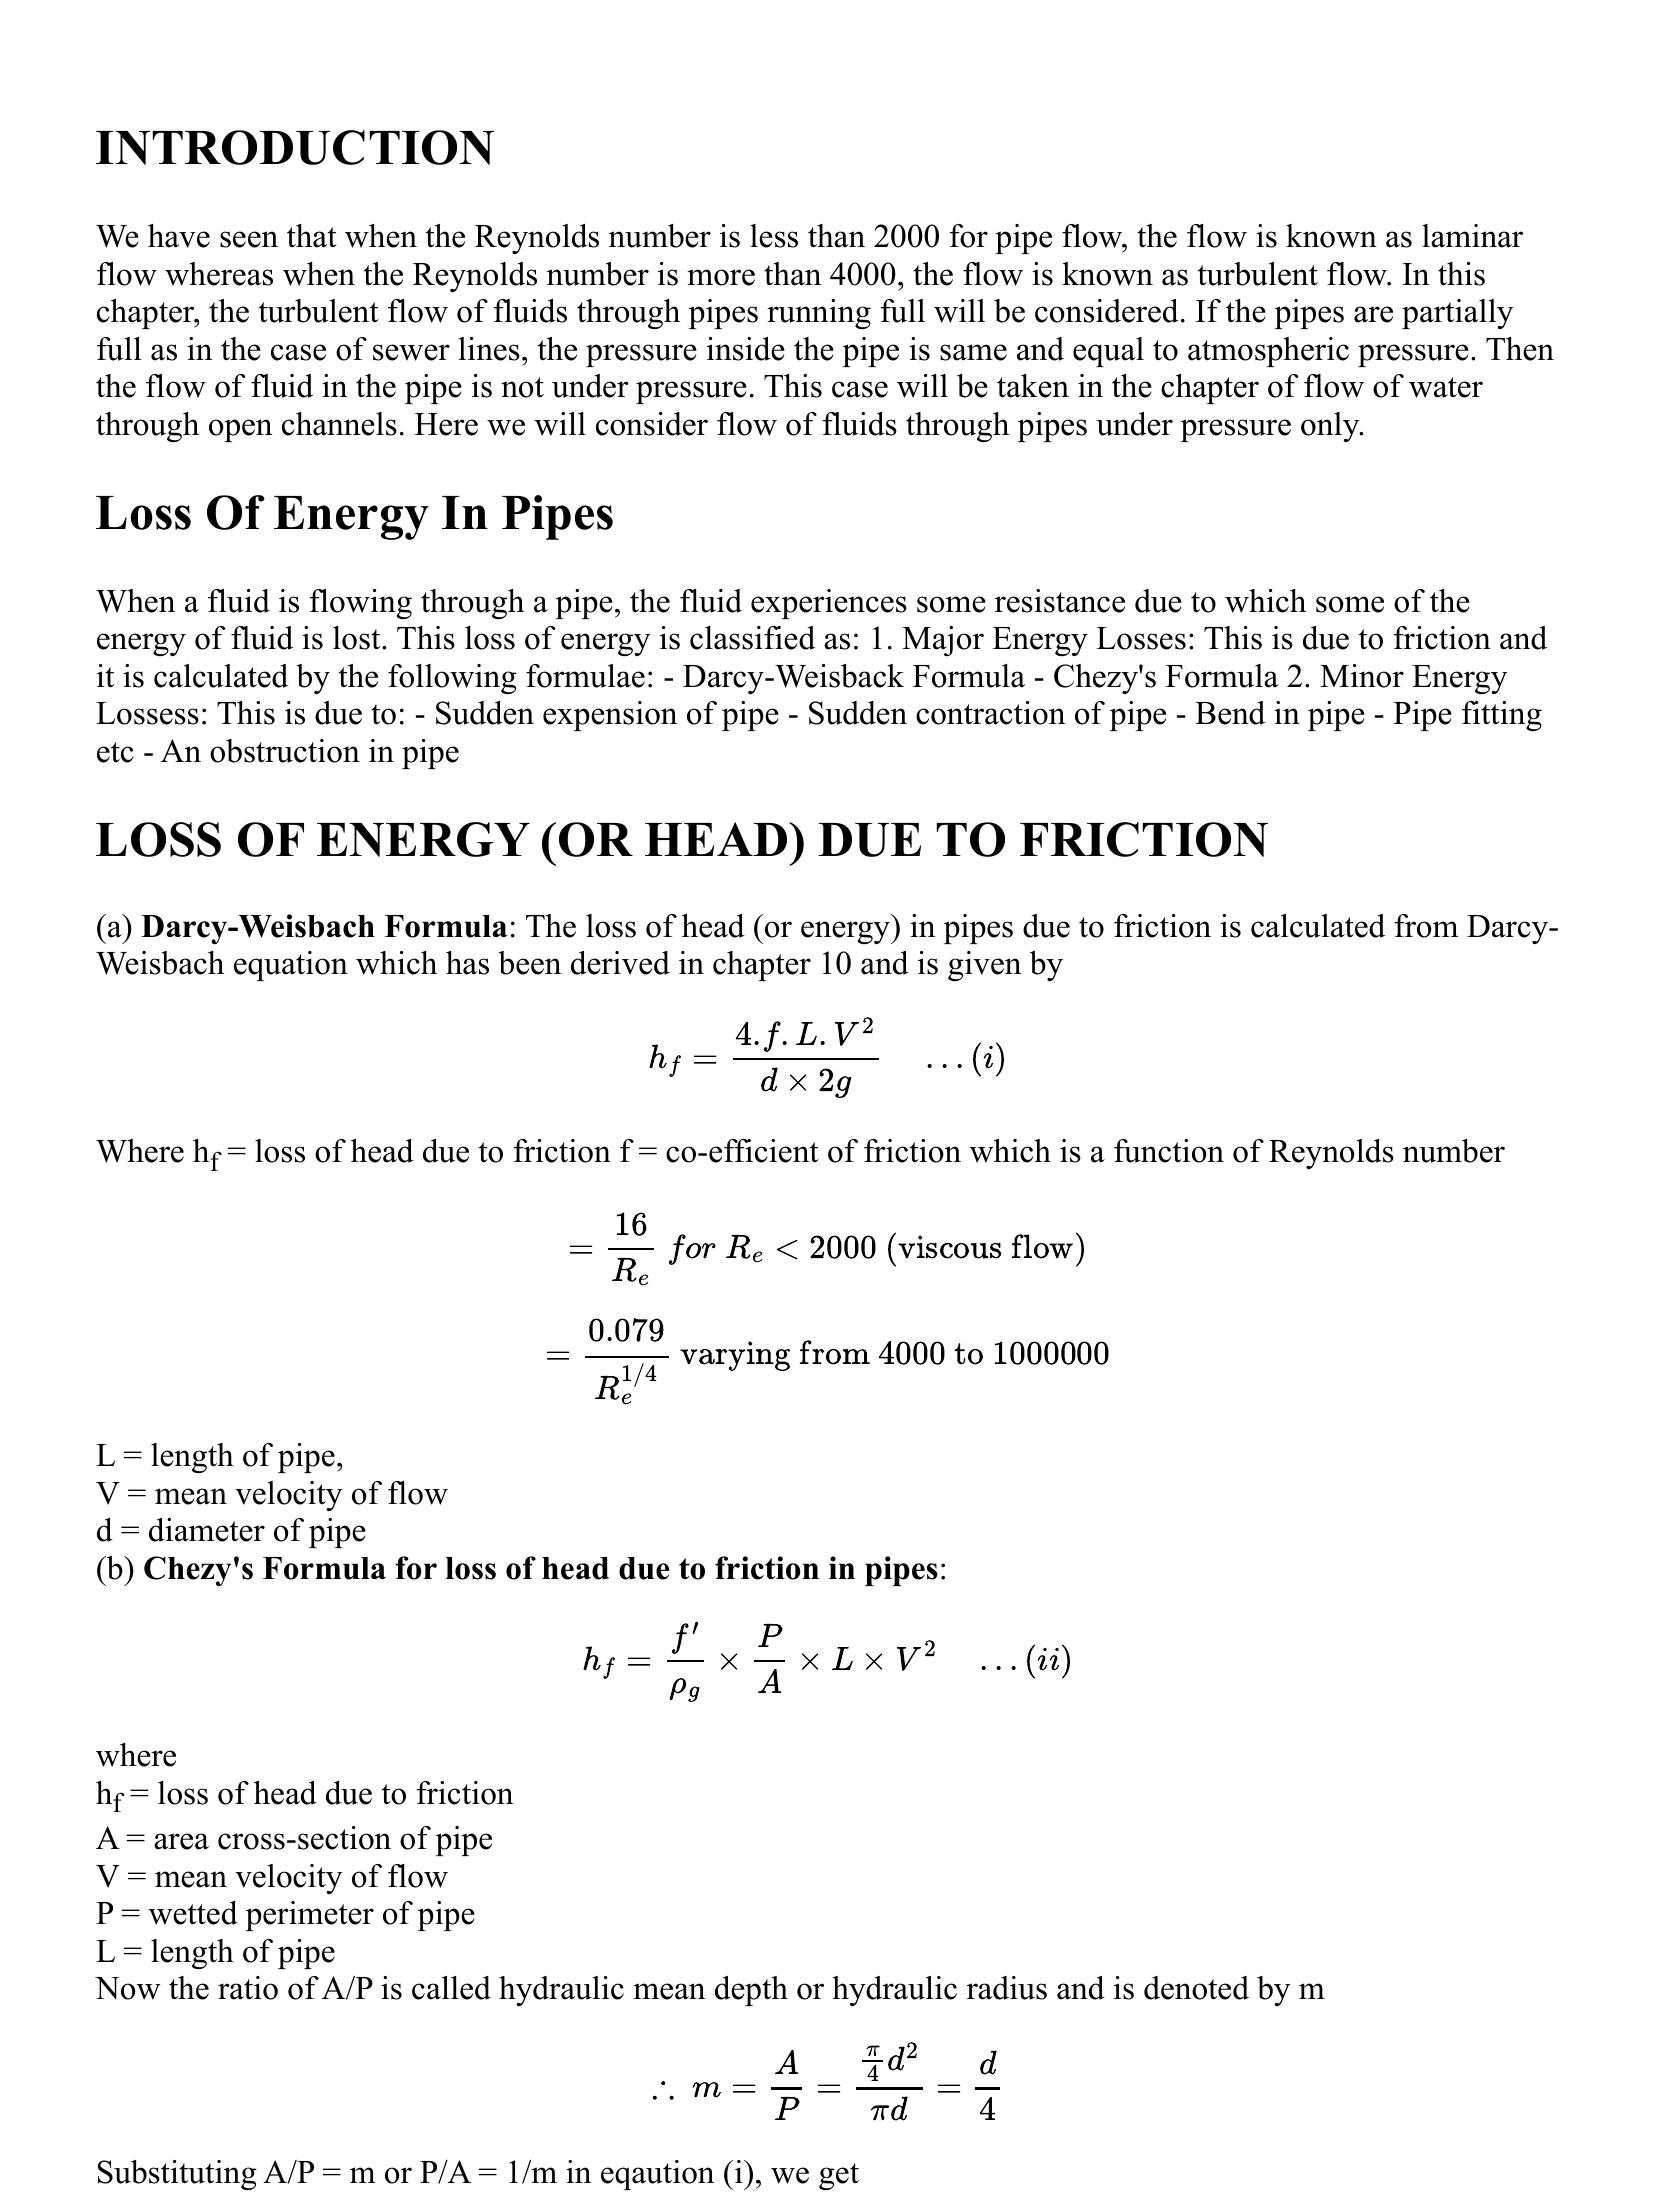 INTRODUCTION
We have seen that when the Reynolds number is less than 2000 for pipe flow, the flow is known as laminar
flow whereas when the Reynolds number is more than 4000, the flow is known as turbulent flow. In this
chapter, the turbulent flow of fluids through pipes running full will be considered. If the pipes are partially
full as in the case of sewer lines, the pressure inside the pipe is same and equal to atmospheric pressure. Then
the flow of fluid in the pipe is not under pressure. This case will be taken in the chapter of flow of water
through open channels. Here we will consider flow of fluids through pipes under pressure only.
Loss Of Energy In Pipes
When a fluid is flowing through a pipe, the fluid experiences some resistance due to which some of the
energy of fluid is lost. This loss of energy is classified as: 1. Major Energy Losses: This is due to friction and
it is calculated by the following formulae: - Darcy-Weisback Formula - Chezy's Formula 2. Minor Energy
Lossess: This is due to: - Sudden expension of pipe - Sudden contraction of pipe - Bend in pipe - Pipe fitting
etc - An obstruction in pipe
LOSS OF ENERGY (OR HEAD) DUE TO FRICTION
(a) Darcy-Weisbach Formula: The loss of head (or energy) in pipes due to friction is calculated from Darcy-
Weisbach equation which has been derived in chapter 10 and is given by
h_f = \frac{4.f.L.V^2}{d × 2g} …(i)
Where h_f = loss of head due to friction f = co-efficient of friction which is a function of Reynolds number
= \frac{16}{R_e} for R_e < 2000 (viscous flow)
= \frac{0.079}{R_e^{1/4}} varying from 4000 to 1000000
L = length of pipe,
V = mean velocity of flow
d = diameter of pipe
(b) Chezy's Formula for loss of head due to friction in pipes:
h_f = \frac{f'}{ρ_g} × \frac{P}{A} × L × V^2 …(ii)
where
h_f = loss of head due to friction
A = area cross-section of pipe
V = mean velocity of flow
P = wetted perimeter of pipe
L = length of pipe
Now the ratio of A/P is called hydraulic mean depth or hydraulic radius and is denoted by m
∴ m = \frac{A}{P} = \frac{\frac{π}{4}d^2}{πd} = \frac{d}{4}
Substituting A/P = m or P/A = 1/m in eqaution (i), we get